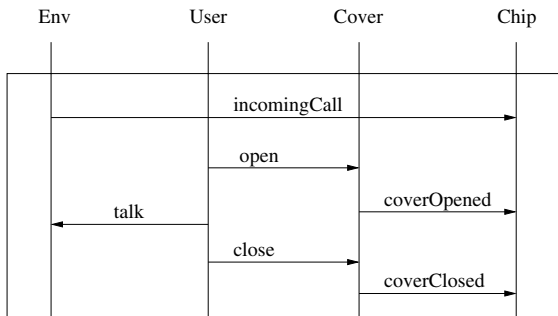 Env User Cover Chip
incomingCall
open
coverOpened
talk
close
coverClosed